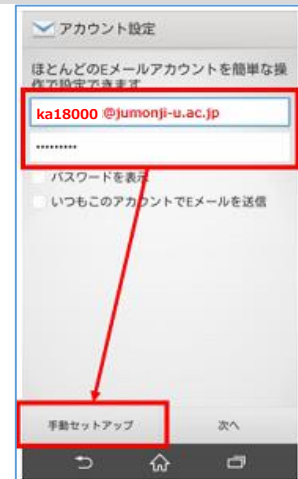 アカウント設定
ほとんどのEメールアカウントを簡単な操
作で設定できます
ka18000 @jumonji-u.ac.jp
•••••••••
パスワードを表示
いつもこのアカウントでEメールを送信
手動セットアップ
次へ